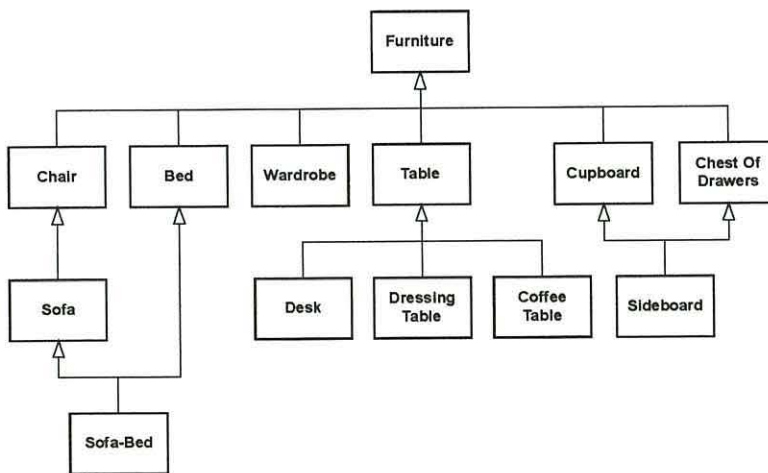 Furniture
Chair
Bed
Wardrobe
Table
Cupboard
Chest Of
Drawers
Sofa
Desk
Dressing
Table
Coffee
Table
Sideboard
Sofa-Bed